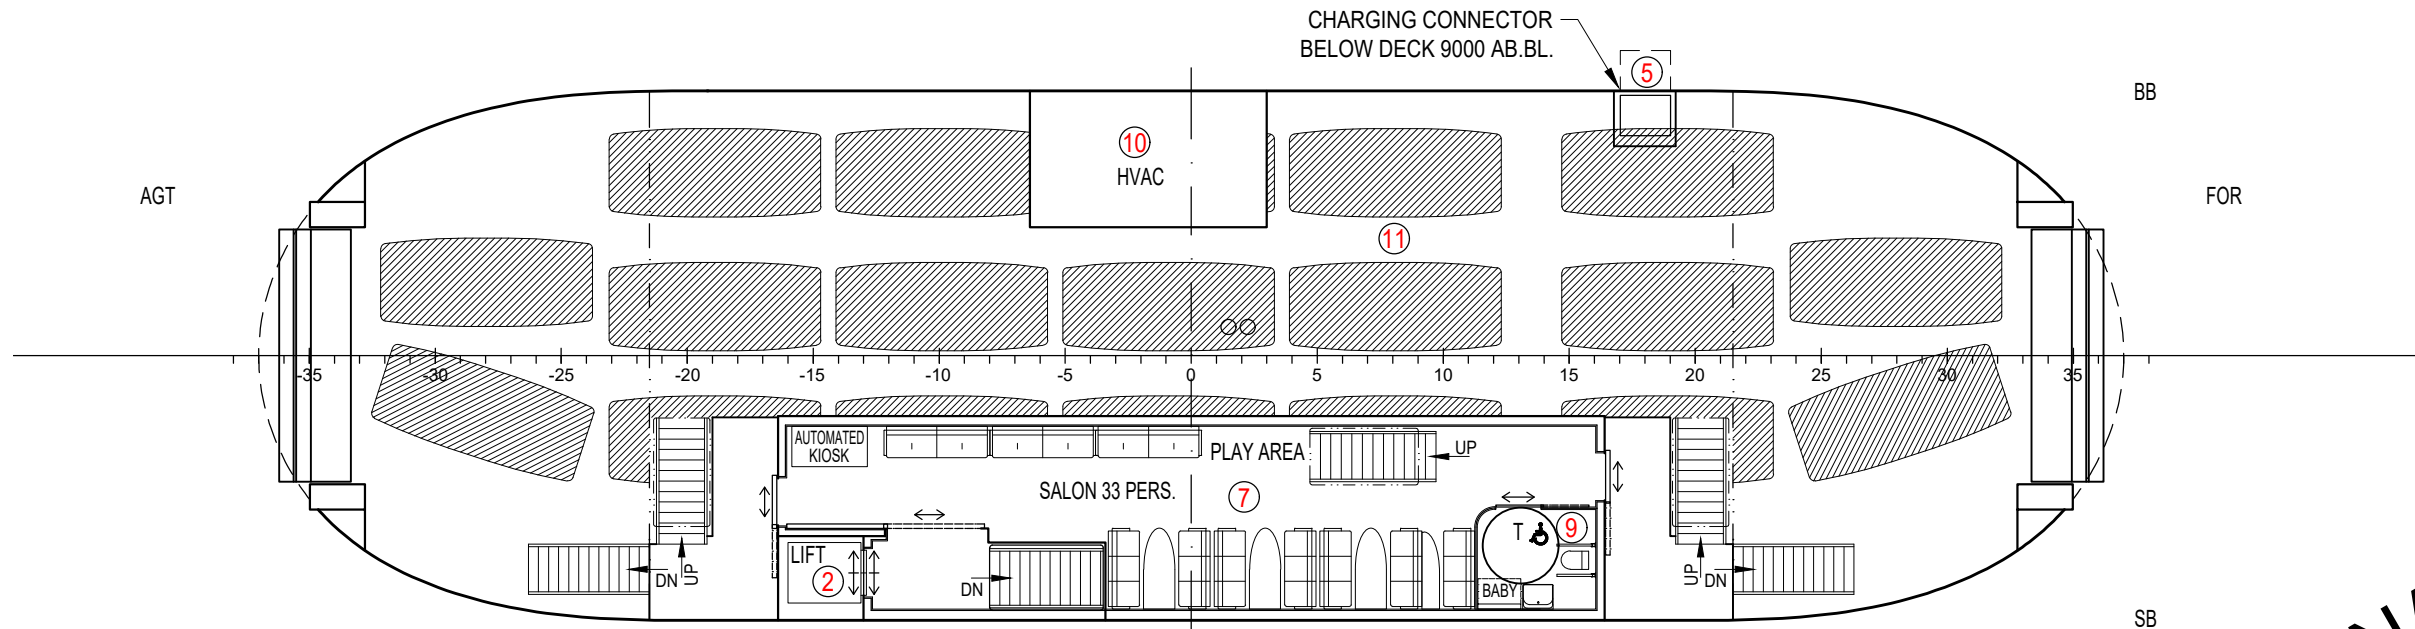 CHARGING CONNECTOR
BELOW DECK 9000 AB.BL.
5
BB
10
HVAC
AGT
FOR
11
-35 -30 -25 -20 -15 -10 -5 0 5 10 15 20 25 30 35
AUTOMATED
KIOSK
PLAY AREA
UP
SALON 33 PERS.
7
T
9
LIFT
2
DN
UP
DN
BABY
UP
DN
SB